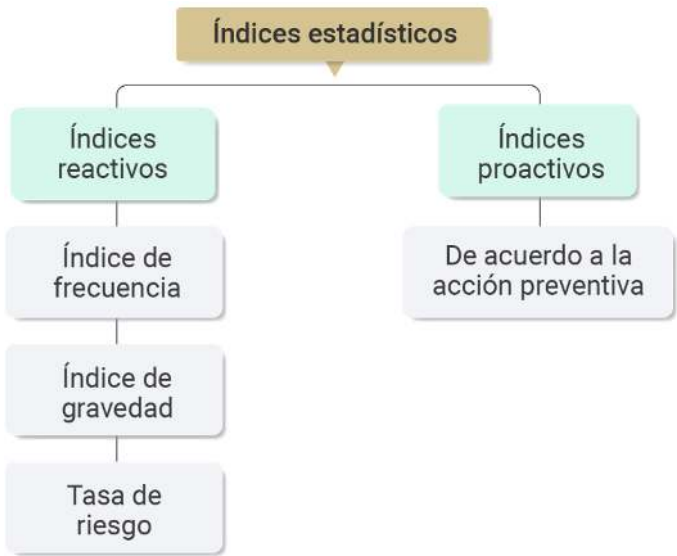 Índices estadísticos
Índices
reactivos
Índice de
frecuencia
Índice de
gravedad
Tasa de
riesgo
Índices
proactivos
De acuerdo a la
acción preventiva